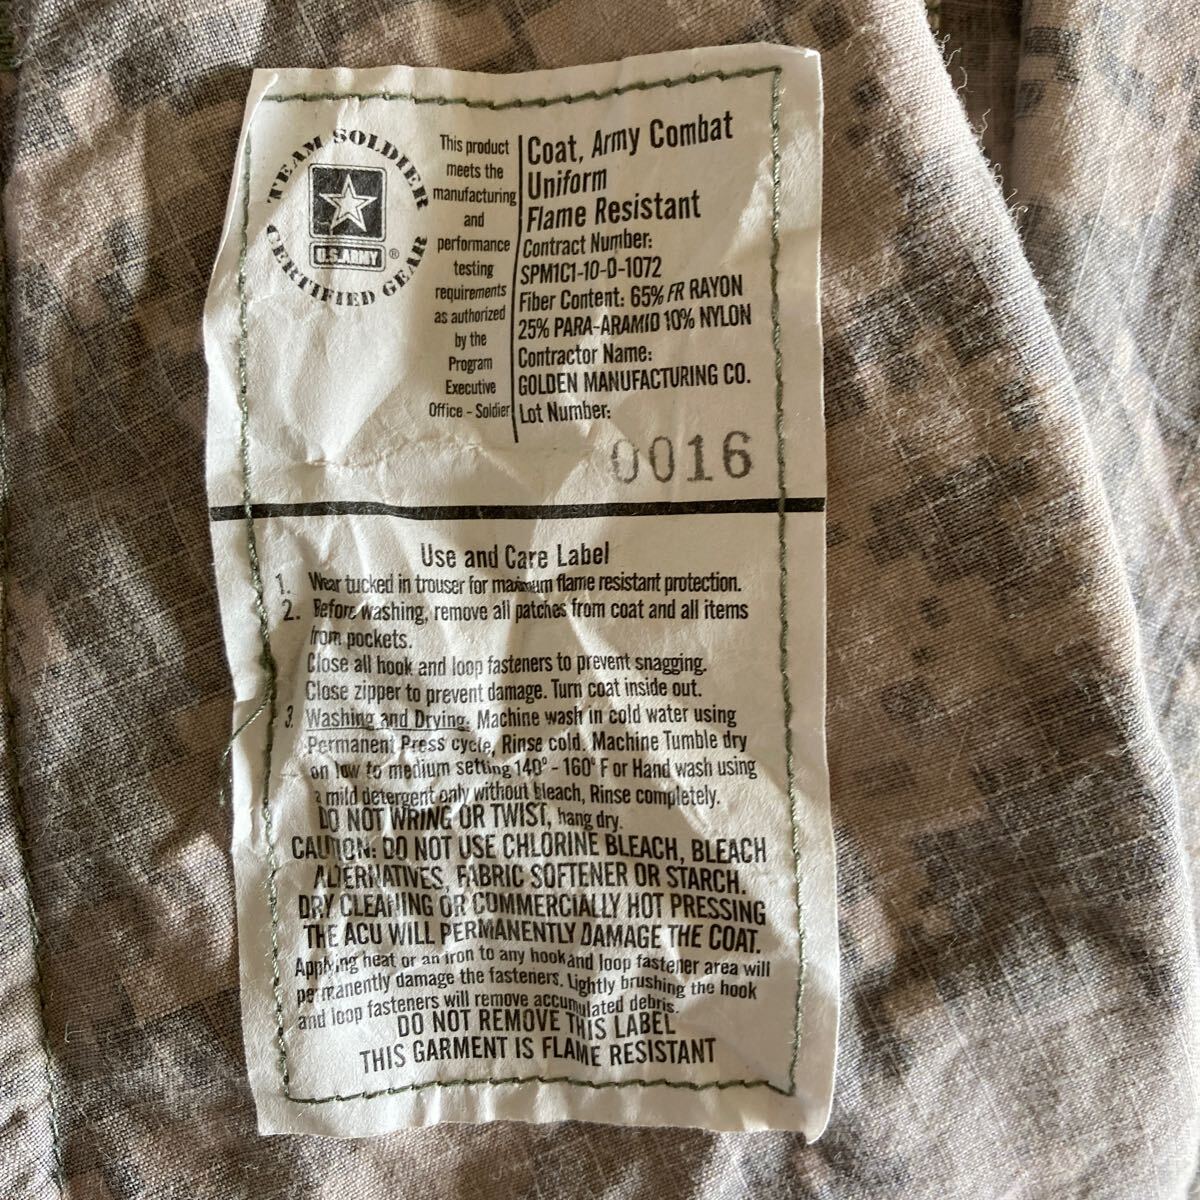 TEAM SOLDIER
CERTIFIED GEAR
U.S.ARMY ®
This product
meets the
manufacturing
and
performance
testing
requirements
as authorized
by the
Program
Executive
Office - Soldier
Coat, Army Combat
Uniform
Flame Resistant
Contract Number:
SPM1C1-10-D-1072
Fiber Content: 65% FR RAYON
25% PARA-ARAMID 10% NYLON
Contractor Name:
GOLDEN MANUFACTURING CO.
Lot Number:
0016
Use and Care Label
1. Wear tucked in trouser for maximum flame resistant protection.
2. Before washing, remove all patches from coat and all items
from pockets.
Close all hook and loop fasteners to prevent snagging.
Close zipper to prevent damage. Turn coat inside out.
3. Washing and Drying. Machine wash in cold water using
Permanent Press cycle, Rinse cold. Machine Tumble dry
on low to medium setting 140° - 160° F or Hand wash using
a mild detergent only without bleach, Rinse completely.
DO NOT WRING OR TWIST, hang dry.
CAUTION: DO NOT USE CHLORINE BLEACH, BLEACH
ALTERNATIVES, FABRIC SOFTENER OR STARCH.
DRY CLEANING OR COMMERCIALLY HOT PRESSING
THE ACU WILL PERMANENTLY DAMAGE THE COAT.
Applying heat or an iron to any hook and loop fastener area will
permanently damage the fasteners. Lightly brushing the hook
and loop fasteners will remove accumulated debris.
DO NOT REMOVE THIS LABEL
THIS GARMENT IS FLAME RESISTANT